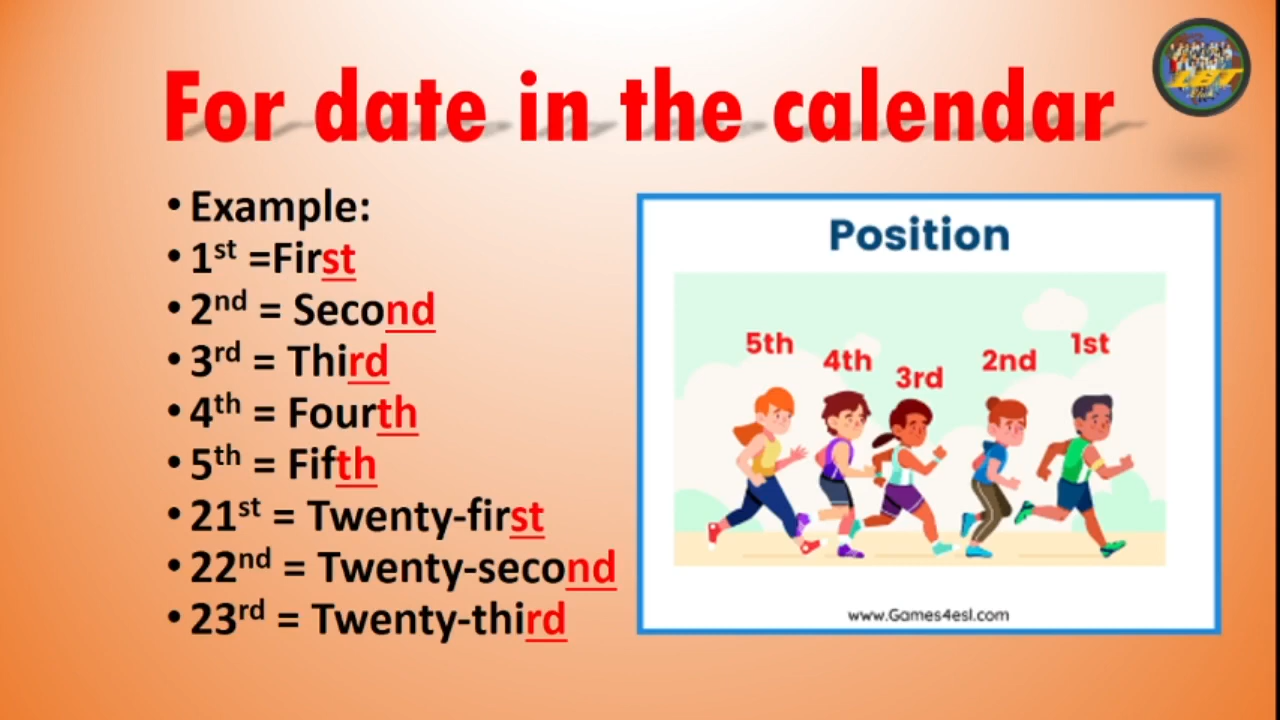 For date in the calendar
• Example:
• 1st =First
• 2nd = Second
• 3rd = Third
• 4th = Fourth
• 5th = Fifth
• 21st = Twenty-first
• 22nd = Twenty-second
• 23rd = Twenty-third
Position
5th 4th 3rd 2nd 1st
www.Games4esl.com
LBT